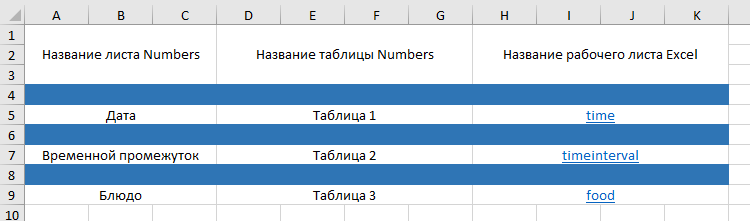 A B C D E F G H I J K
1
2 Название листа Numbers Название таблицы Numbers Название рабочего листа Excel
3
4
5 Дата Таблица 1 time
6
7 Временной промежуток Таблица 2 timeinterval
8
9 Блюдо Таблица 3 food
10